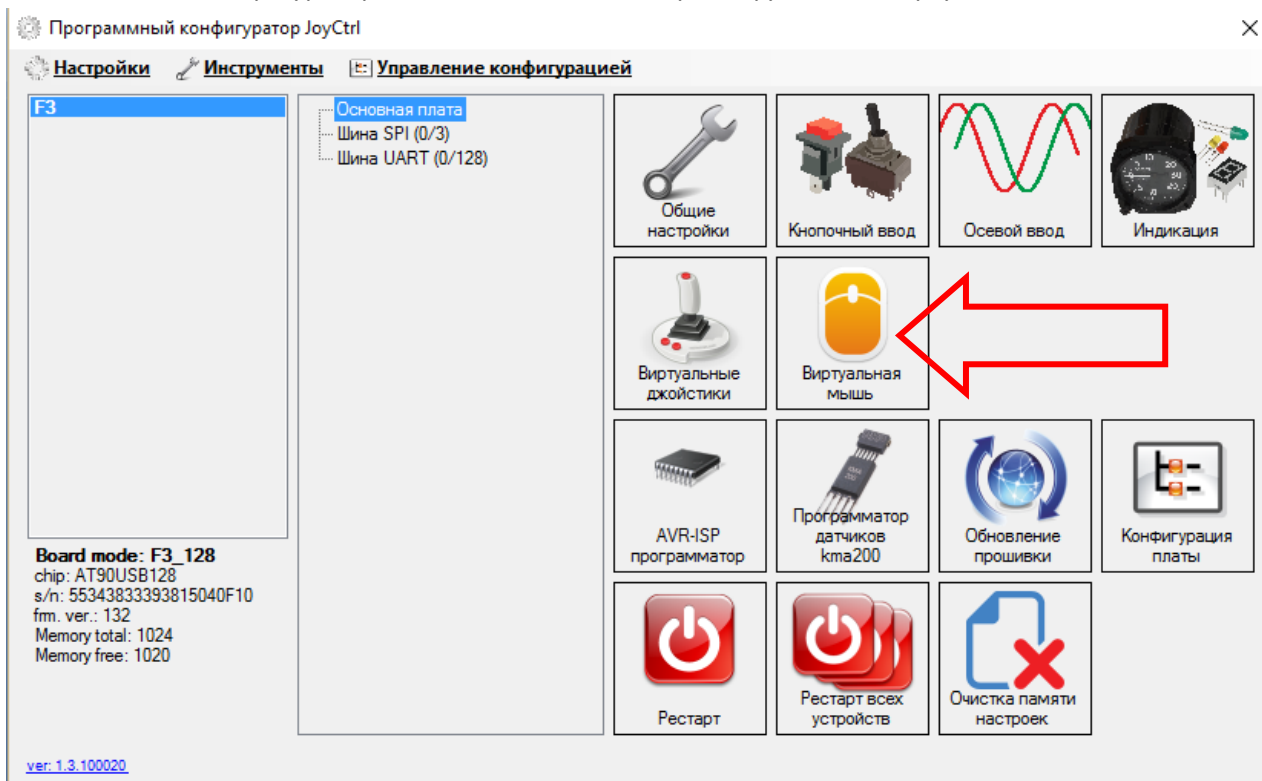 Программный конфигуратор JoyCtrl
Настройки Инструменты Управление конфигурацией
F3
Основная плата
Шина SPI (0/3)
Шина UART (0/128)
Общие
настройки
Кнопочный ввод
Осевой ввод
Индикация
Виртуальные
джойстики
Виртуальная
мышь
AVR-ISP
программатор
Программатор
датчиков
kma200
Обновление
прошивки
Конфигурация
платы
Board mode: F3_128
chip: AT90USB128
s/n: 55343833393815040F10
frm. ver.: 132
Memory total: 1024
Memory free: 1020
Рестарт
Рестарт всех
устройств
Очистка памяти
настроек
ver: 1.3.100020